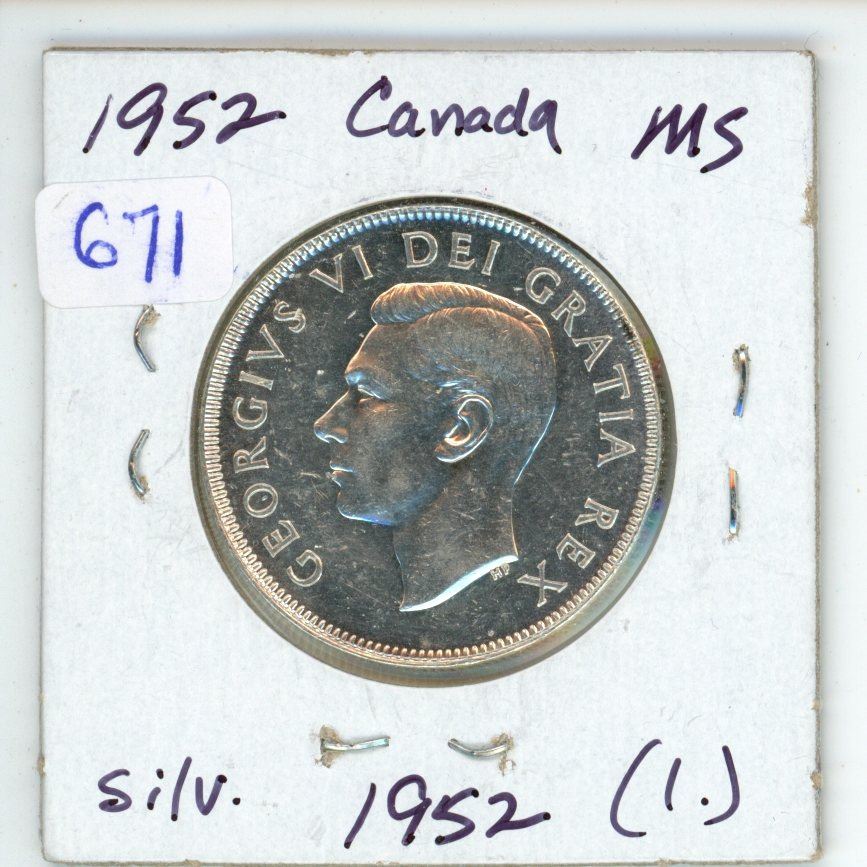 1952 Canada MS
671
GEORGIVS VI DEI GRATIA REX
HP
silv. 1952 (1.)